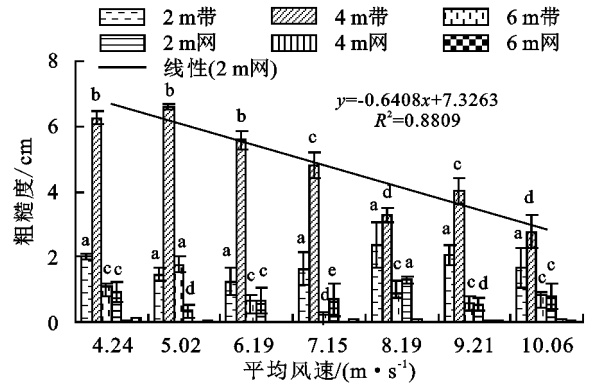 2 m带 4 m带 6 m带
2 m网 4 m网 6 m网
线性(2 m网)
y=-0.6408x+7.3263
R²=0.8809
粗糙度/cm
8
6
4
2
0
b b b c d c d
a a a a a a a
c c a d c c e d c c d c c
4.24 5.02 6.19 7.15 8.19 9.21 10.06
平均风速/(m·s⁻¹)